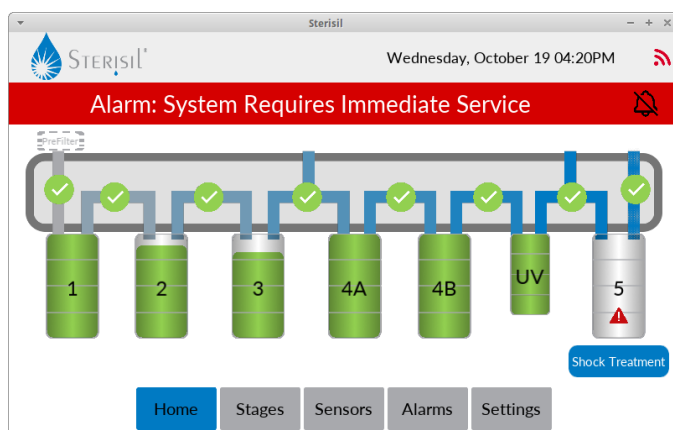 Sterisil
STERISIL
Wednesday, October 19 04:20PM
Alarm: System Requires Immediate Service
PreFilter
1
2
3
4A
4B
UV
5
Shock Treatment
Home
Stages
Sensors
Alarms
Settings